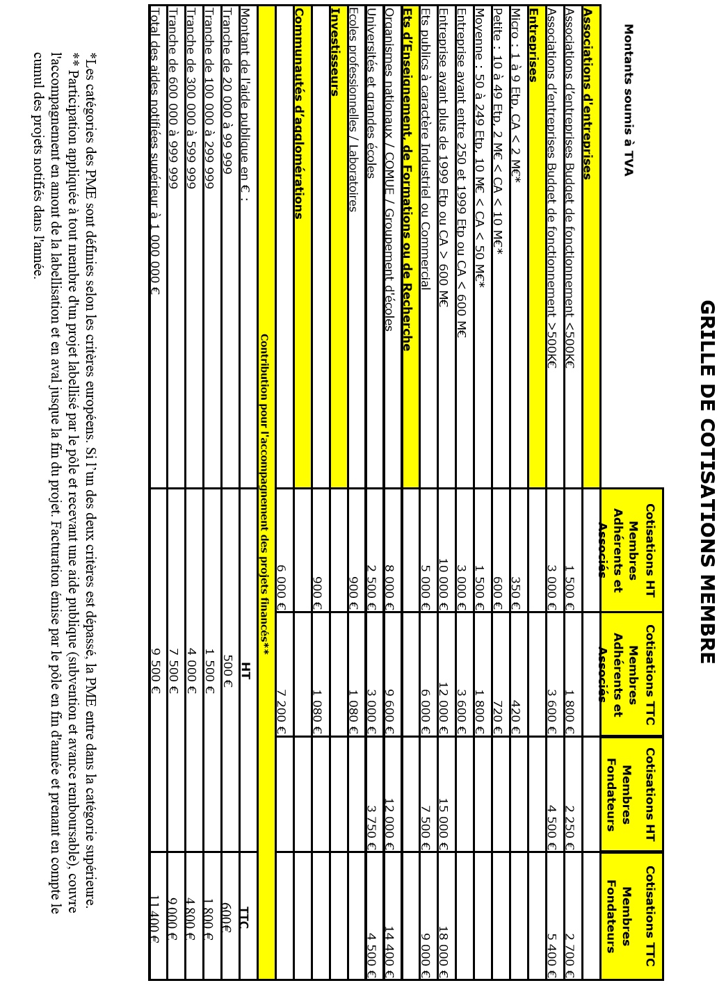 GRILLE DE COTISATIONS MEMBRE
Montants soumis à TVA
Cotisations HT Membres Adhérents et Associés
Cotisations TTC Membres Adhérents et Associés
Cotisations HT Membres Fondateurs
Cotisations TTC Membres Fondateurs
Associations d'entreprises
Associations d’entreprises Budget de fonctionnement <500K€ 1 500 € 1 800 € 2 250 € 2 700 €
Associations d’entreprises Budget de fonctionnement >500K€ 3 000 € 3 600 € 4 500 € 5 400 €
Entreprises
Micro : 1 à 9 Etp, CA < 2 M€* 350 € 420 €
Petite : 10 à 49 Etp, 2 M€ < CA < 10 M€* 600 € 720 €
Moyenne : 50 à 249 Etp, 10 M€ < CA < 50 M€* 1 500 € 1 800 €
Entreprise ayant entre 250 et 1999 Etp ou CA < 600 M€ 3 000 € 3 600 €
Entreprise ayant plus de 1999 Etp ou CA > 600 M€ 10 000 € 12 000 € 15 000 € 18 000 €
Ets publics à caractère Industriel ou Commercial 5 000 € 6 000 € 7 500 € 9 000 €
Ets d’Enseignement, de Formations ou de Recherche
Organismes nationaux / COMUE / Groupement d'écoles 8 000 € 9 600 € 12 000 € 14 400 €
Universités et grandes écoles 2 500 € 3 000 € 3 750 € 4 500 €
Ecoles professionnelles / Laboratoires 900 € 1 080 €
Investisseurs
900 € 1 080 €
Communautés d’agglomérations
6 000 € 7 200 €
Contribution pour l'accompagnement des projets financés**
Montant de l'aide publique en € : HT TTC
Tranche de 20 000 à 99 999 500 € 600€
Tranche de 100 000 à 299 999 1 500 € 1 800 €
Tranche de 300 000 à 599 999 4 000 € 4 800 €
Tranche de 600 000 à 999 999 7 500 € 9 000 €
Total des aides notifiées supérieur à 1 000 000 € 9 500 € 11 400 €
*Les catégories des PME sont définies selon les critères européens. Si l’un des deux critères est dépassé, la PME entre dans la catégorie supérieure.
** Participation appliquée à tout membre d'un projet labellisé par le pôle et recevant une aide publique (subvention et avance remboursable), couvre
l'accompagnement en amont de la labellisation et en aval jusque la fin du projet. Facturation émise par le pôle en fin d'année et prenant en compte le
cumul des projets notifiés dans l'année.